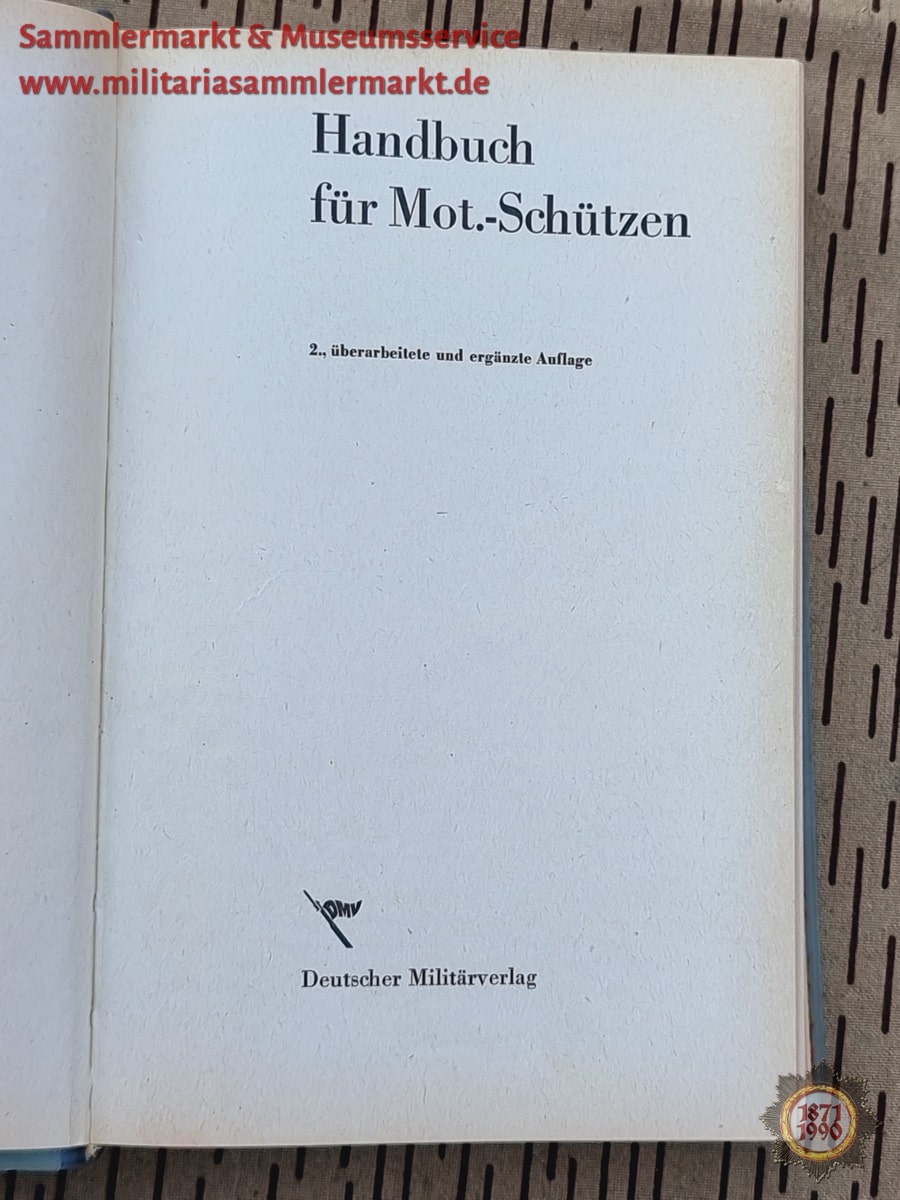 Sammlermarkt & Museumsservice
www.militariasammlermarkt.de
Handbuch
für Mot.-Schützen
2., überarbeitete und ergänzte Auflage
DMV
Deutscher Militärverlag
1871
1990